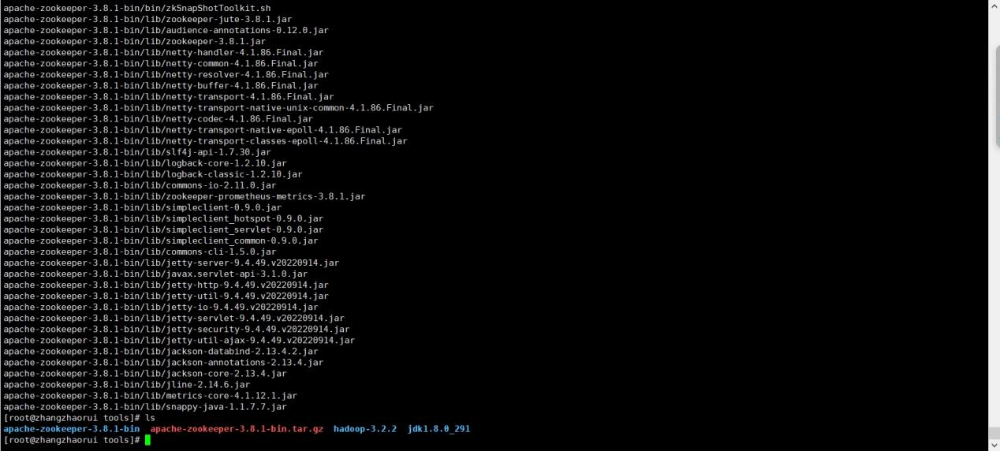 apache-zookeeper-3.8.1-bin/bin/zkSnapShotToolkit.sh
apache-zookeeper-3.8.1-bin/lib/zookeeper-jute-3.8.1.jar
apache-zookeeper-3.8.1-bin/lib/audience-annotations-0.12.0.jar
apache-zookeeper-3.8.1-bin/lib/zookeeper-3.8.1.jar
apache-zookeeper-3.8.1-bin/lib/netty-handler-4.1.86.Final.jar
apache-zookeeper-3.8.1-bin/lib/netty-common-4.1.86.Final.jar
apache-zookeeper-3.8.1-bin/lib/netty-resolver-4.1.86.Final.jar
apache-zookeeper-3.8.1-bin/lib/netty-buffer-4.1.86.Final.jar
apache-zookeeper-3.8.1-bin/lib/netty-transport-4.1.86.Final.jar
apache-zookeeper-3.8.1-bin/lib/netty-transport-native-unix-common-4.1.86.Final.jar
apache-zookeeper-3.8.1-bin/lib/netty-codec-4.1.86.Final.jar
apache-zookeeper-3.8.1-bin/lib/netty-transport-native-epoll-4.1.86.Final.jar
apache-zookeeper-3.8.1-bin/lib/netty-transport-classes-epoll-4.1.86.Final.jar
apache-zookeeper-3.8.1-bin/lib/slf4j-api-1.7.30.jar
apache-zookeeper-3.8.1-bin/lib/logback-core-1.2.10.jar
apache-zookeeper-3.8.1-bin/lib/logback-classic-1.2.10.jar
apache-zookeeper-3.8.1-bin/lib/commons-io-2.11.0.jar
apache-zookeeper-3.8.1-bin/lib/zookeeper-prometheus-metrics-3.8.1.jar
apache-zookeeper-3.8.1-bin/lib/simpleclient-0.9.0.jar
apache-zookeeper-3.8.1-bin/lib/simpleclient_hotspot-0.9.0.jar
apache-zookeeper-3.8.1-bin/lib/simpleclient_servlet-0.9.0.jar
apache-zookeeper-3.8.1-bin/lib/simpleclient_common-0.9.0.jar
apache-zookeeper-3.8.1-bin/lib/commons-cli-1.5.0.jar
apache-zookeeper-3.8.1-bin/lib/jetty-server-9.4.49.v20220914.jar
apache-zookeeper-3.8.1-bin/lib/javax.servlet-api-3.1.0.jar
apache-zookeeper-3.8.1-bin/lib/jetty-http-9.4.49.v20220914.jar
apache-zookeeper-3.8.1-bin/lib/jetty-util-9.4.49.v20220914.jar
apache-zookeeper-3.8.1-bin/lib/jetty-io-9.4.49.v20220914.jar
apache-zookeeper-3.8.1-bin/lib/jetty-servlet-9.4.49.v20220914.jar
apache-zookeeper-3.8.1-bin/lib/jetty-security-9.4.49.v20220914.jar
apache-zookeeper-3.8.1-bin/lib/jetty-util-ajax-9.4.49.v20220914.jar
apache-zookeeper-3.8.1-bin/lib/jackson-databind-2.13.4.2.jar
apache-zookeeper-3.8.1-bin/lib/jackson-annotations-2.13.4.jar
apache-zookeeper-3.8.1-bin/lib/jackson-core-2.13.4.jar
apache-zookeeper-3.8.1-bin/lib/jline-2.14.6.jar
apache-zookeeper-3.8.1-bin/lib/metrics-core-4.1.12.1.jar
apache-zookeeper-3.8.1-bin/lib/snappy-java-1.1.7.7.jar
[root@zhangzhaorui tools]# ls
apache-zookeeper-3.8.1-bin  apache-zookeeper-3.8.1-bin.tar.gz  hadoop-3.2.2  jdk1.8.0_291
[root@zhangzhaorui tools]#